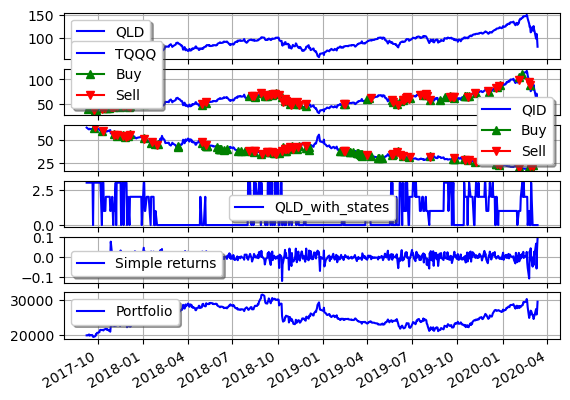 150
100
QLD
TQQQ
Buy
Sell
100
50
QID
Buy
Sell
50
25
2.5
0.0
QLD_with_states
0.1
0.0
−0.1
Simple returns
30000
20000
Portfolio
2017-10
2018-01
2018-04
2018-07
2018-10
2019-01
2019-04
2019-07
2019-10
2020-01
2020-04